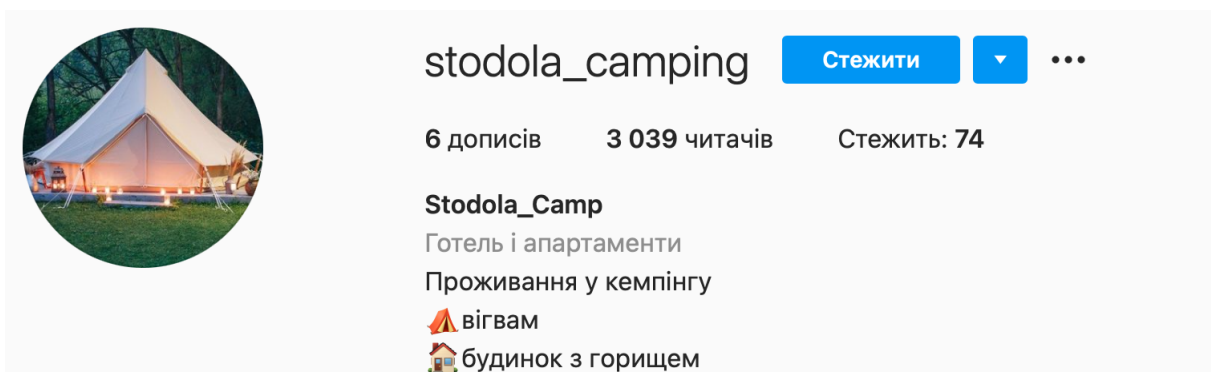 stodola_camping Стежити
6 дописів 3 039 читачів Стежить: 74
Stodola_Camp
Готель і апартаменти
Проживання у кемпінгу
⛺вігвам
🏠будинок з горищем